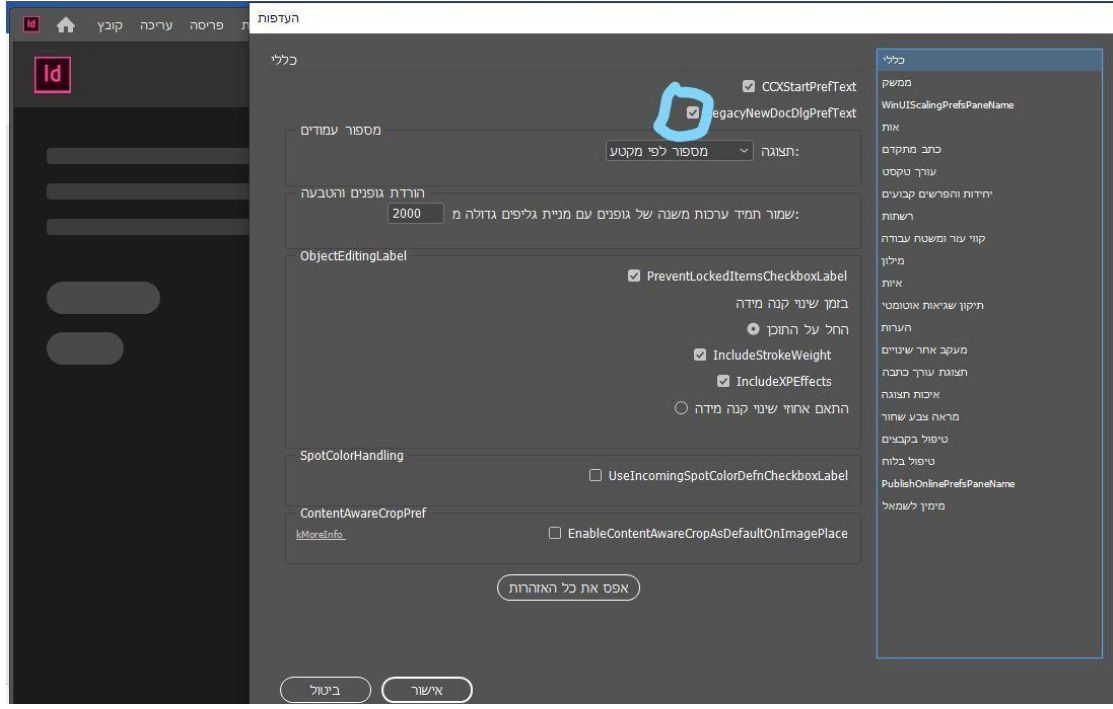 העדפות
Id
קובץ
עריכה
פריסה
Id
כללי
CCXStartPrefText
egacyNewDocDlgPrefText
מספור עמודים
תצוגה:
מספור לפי מקטע
הורדת גופנים והטבעה
שמור תמיד ערכות משנה של גופנים עם מניית גליפים גדולה מ:
2000
ObjectEditingLabel
PreventLockedItemsCheckboxLabel
בזמן שינוי קנה מידה
החל על התוכן
IncludeStrokeWeight
IncludeXPEffects
התאם אחוזי שינוי קנה מידה
SpotColorHandling
UseIncomingSpotColorDefnCheckboxLabel
ContentAwareCropPref
EnableContentAwareCropAsDefaultOnImagePlace
kMoreInfo
אפס את כל האזהרות
אישור
ביטול
כללי
ממשק
WinUIScalingPrefsPaneName
אות
כתב מתקדם
עורך טקסט
יחידות והפרשים קבועים
רשתות
קווי עזר ומשטח עבודה
מילון
איות
תיקון שגיאות אוטומטי
הערות
מעקב אחר שינויים
תצוגת עורך כתבה
איכות תצוגה
מראה צבע שחור
טיפול בקבצים
טיפול בלוח
PublishOnlinePrefsPaneName
מימין לשמאל